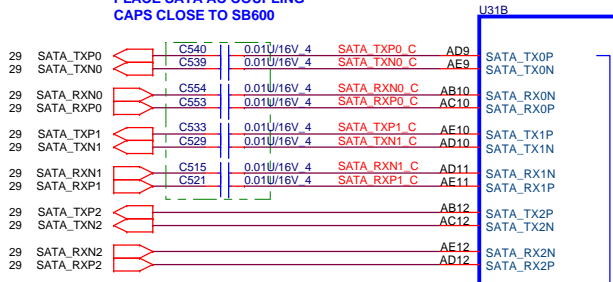 CAPS CLOSE TO SB600
U31B
29 SATA_TXP0 C540 0.01U/16V_4 SATA_TXP0_C AD9 SATA_TX0P
29 SATA_TXN0 C539 0.01U/16V_4 SATA_TXN0_C AE9 SATA_TX0N
29 SATA_RXN0 C554 0.01U/16V_4 SATA_RXN0_C AB10 SATA_RX0N
29 SATA_RXP0 C553 0.01U/16V_4 SATA_RXP0_C AC10 SATA_RX0P
29 SATA_TXP1 C533 0.01U/16V_4 SATA_TXP1_C AE10 SATA_TX1P
29 SATA_TXN1 C529 0.01U/16V_4 SATA_TXN1_C AD10 SATA_TX1N
29 SATA_RXN1 C515 0.01U/16V_4 SATA_RXN1_C AD11 SATA_RX1N
29 SATA_RXP1 C521 0.01U/16V_4 SATA_RXP1_C AE11 SATA_RX1P
29 SATA_TXP2 AB12 SATA_TX2P
29 SATA_TXN2 AC12 SATA_TX2N
29 SATA_RXN2 AE12 SATA_RX2N
29 SATA_RXP2 AD12 SATA_RX2P